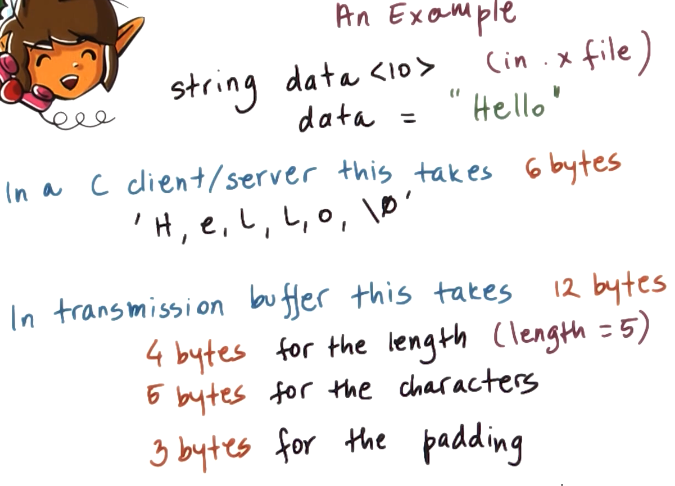 An Example
string data <10> (in .x file)
data = "Hello"
In a C client/server this takes 6 bytes
'H, e, L, L, o, \0'
In transmission buffer this takes 12 bytes
4 bytes for the length (length = 5)
5 bytes for the characters
3 bytes for the padding